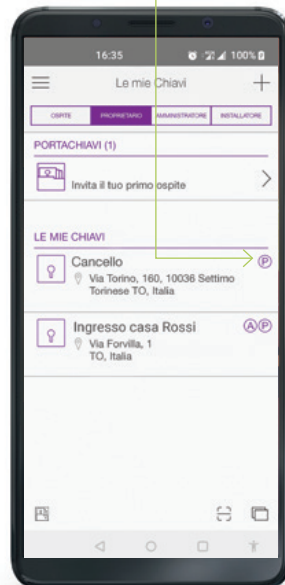 16:35 100%
Le mie Chiavi
OSPITE PROPRIETARIO AMMINISTRATORE INSTALLATORE
PORTACHIAVI (1)
Invita il tuo primo ospite
LE MIE CHIAVI
Cancello P
Via Torino, 160, 10036 Settimo
Torinese TO, Italia
Ingresso casa Rossi A P
Via Forvilla, 1
TO, Italia